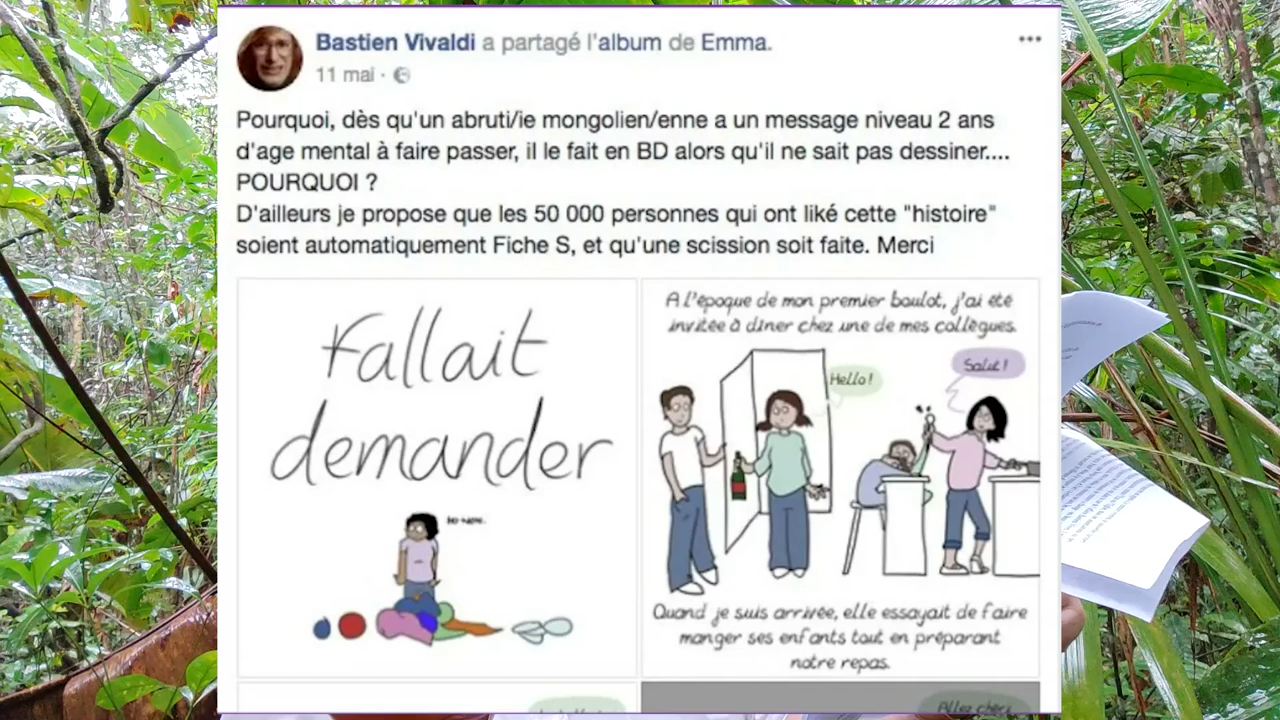 Bastien Vivaldi a partagé l'album de Emma.
11 mai
Pourquoi, dès qu'un abruti/ie mongolien/enne a un message niveau 2 ans
d'age mental à faire passer, il le fait en BD alors qu'il ne sait pas dessiner....
POURQUOI ?
D'ailleurs je propose que les 50 000 personnes qui ont liké cette "histoire"
soient automatiquement Fiche S, et qu'une scission soit faite. Merci
Fallait
demander
A l'époque de mon premier boulot, j'ai été
invitée à dîner chez une de mes collègues.
Hello !
Salut !
Quand je suis arrivée, elle essayait de faire
manger ses enfants tout en préparant
notre repas.
Allez chéri